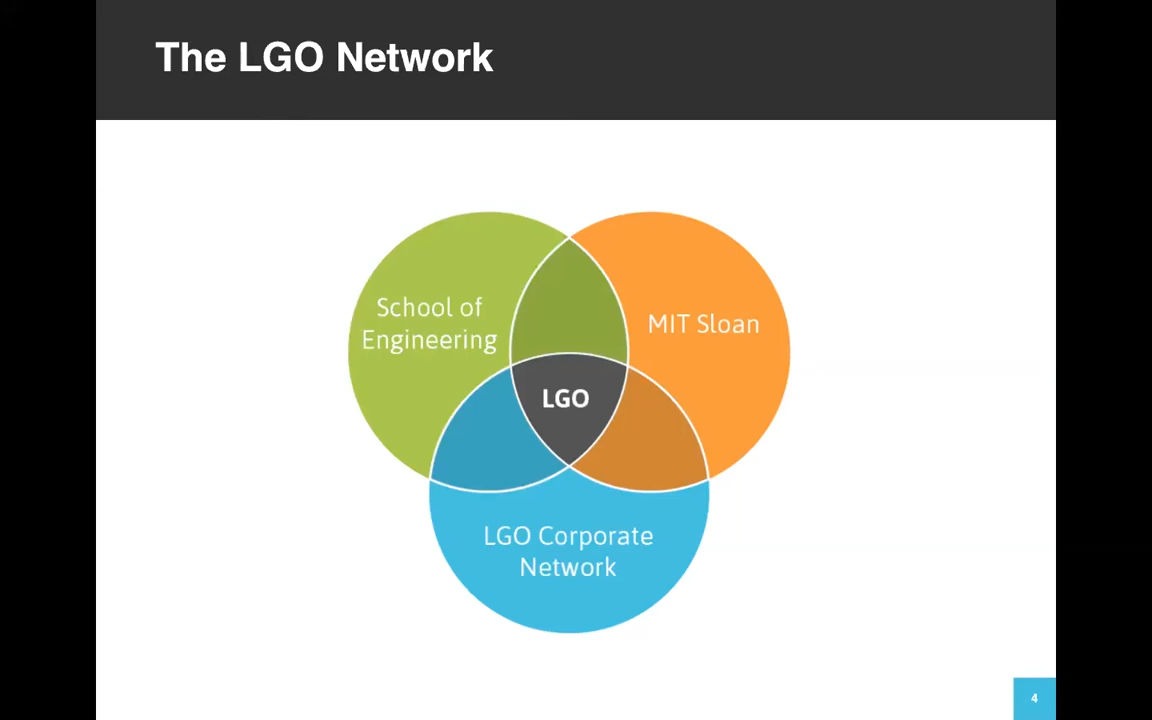 The LGO Network
School of
Engineering
MIT Sloan
LGO
LGO Corporate
Network
4